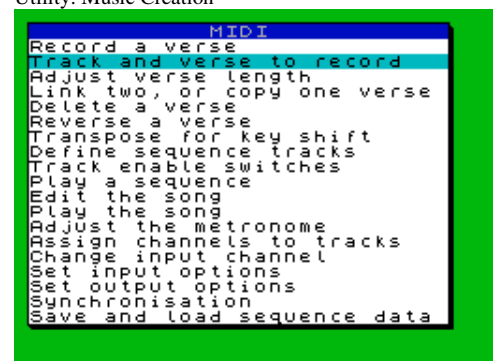 Utility: Music Creation
MIDI
Record a verse
Track and verse to record
Adjust verse length
Link two, or copy one verse
Delete a verse
Reverse a verse
Transpose for key shift
Define sequence tracks
Track enable switches
Play a sequence
Edit the song
Play the song
Adjust the metronome
Assign channels to tracks
Change input channel
Set input options
Set output options
Synchronisation
Save and load sequence data